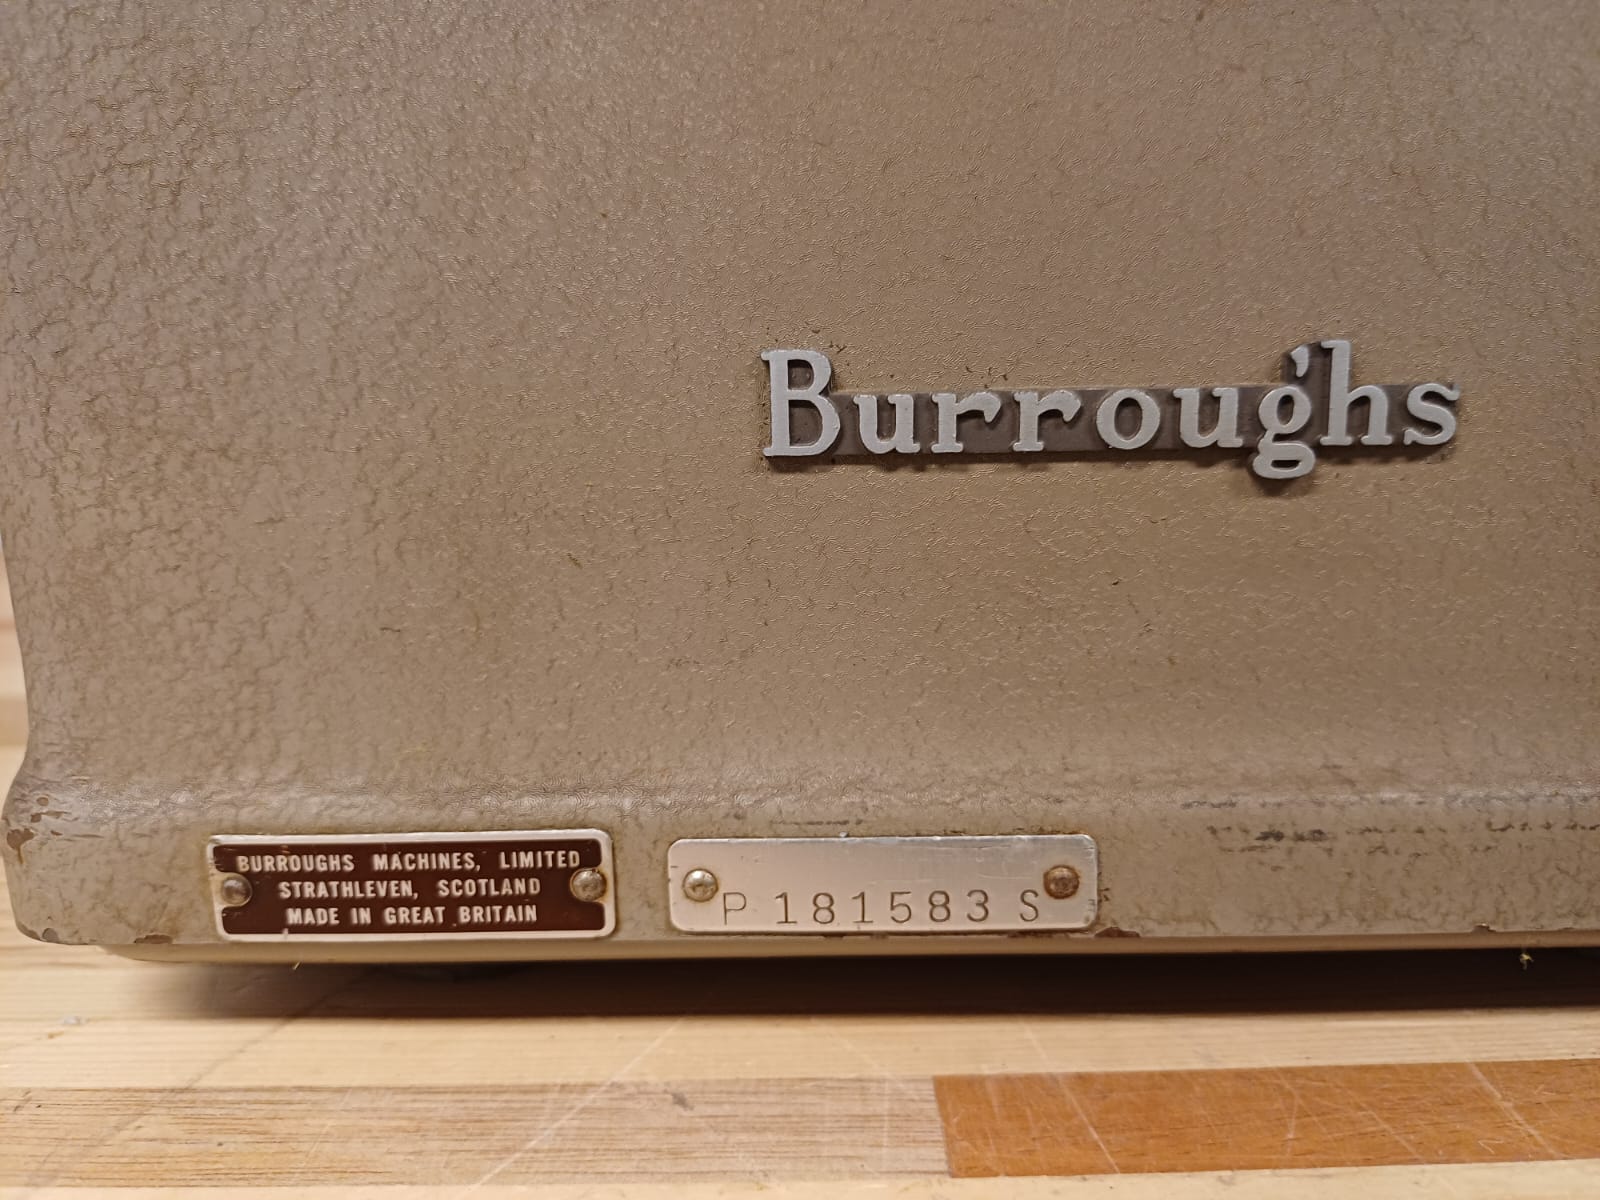 Burroughs
BURROUGHS MACHINES, LIMITED
STRATHLEVEN, SCOTLAND
MADE IN GREAT BRITAIN
P 181583 S